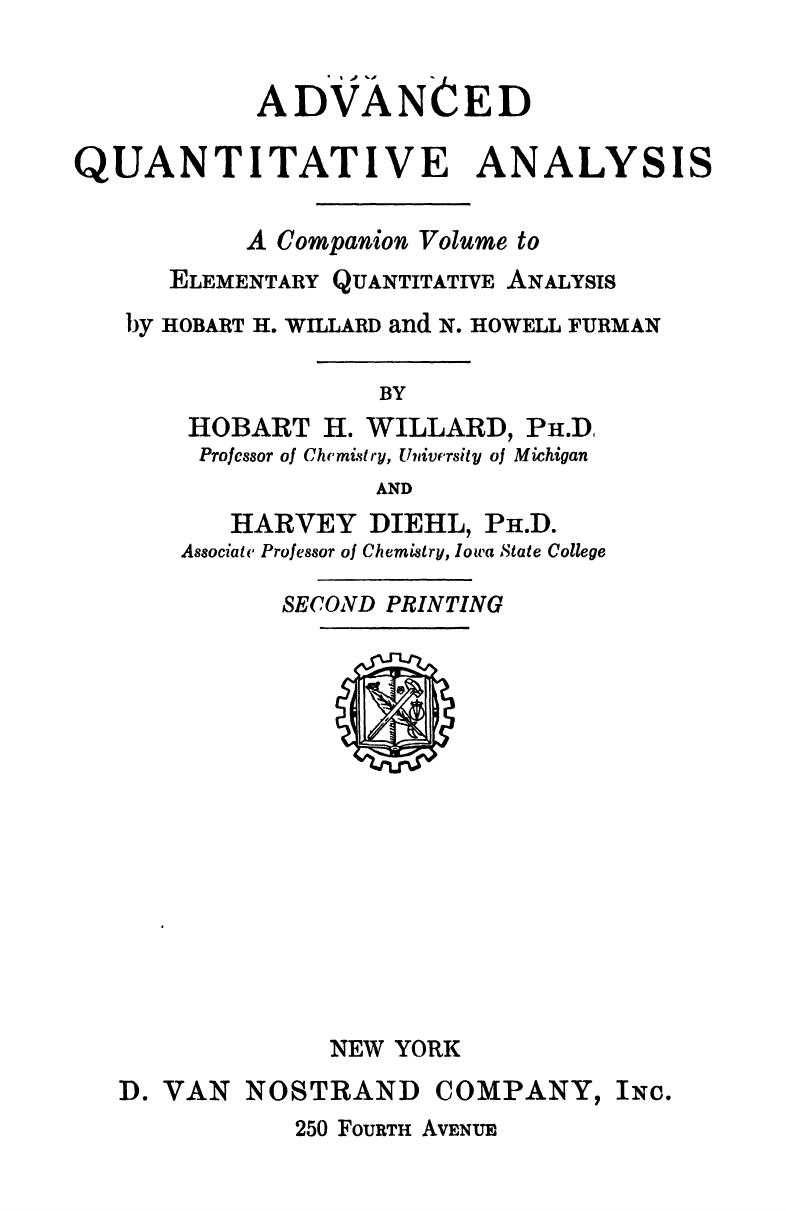 ADVANCED
QUANTITATIVE ANALYSIS
A Companion Volume to
ELEMENTARY QUANTITATIVE ANALYSIS
by HOBART H. WILLARD and N. HOWELL FURMAN
BY
HOBART H. WILLARD, PH.D.
Professor of Chemistry, University of Michigan
AND
HARVEY DIEHL, PH.D.
Associate Professor of Chemistry, Iowa State College
SECOND PRINTING
NEW YORK
D. VAN NOSTRAND COMPANY, INC.
250 FOURTH AVENUE